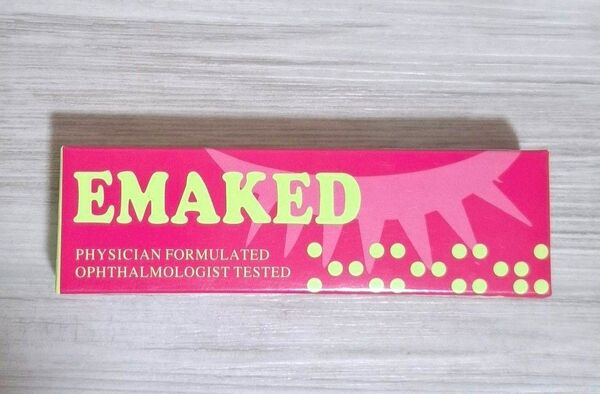 EMAKED
PHYSICIAN FORMULATED
OPHTHALMOLOGIST TESTED